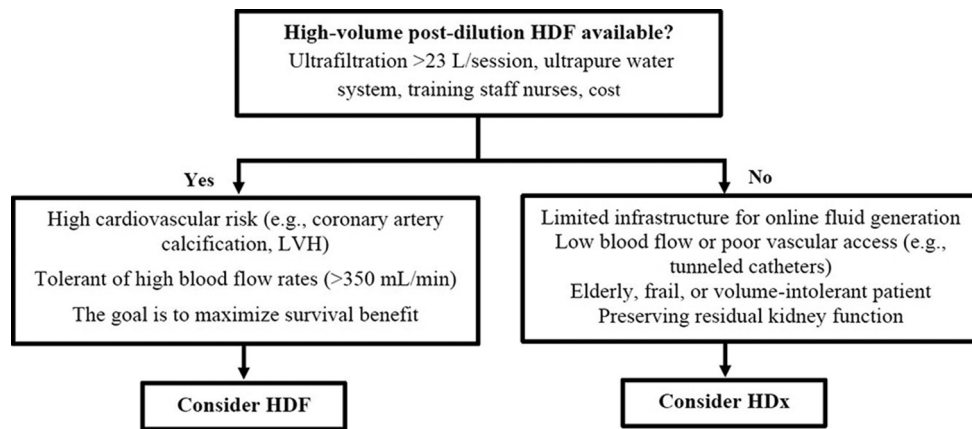 High-volume post-dilution HDF available?
Ultrafiltration >23 L/session, ultrapure water
system, training staff nurses, cost
Yes
No
High cardiovascular risk (e.g., coronary artery
calcification, LVH)
Tolerant of high blood flow rates (>350 mL/min)
The goal is to maximize survival benefit
Limited infrastructure for online fluid generation
Low blood flow or poor vascular access (e.g.,
tunneled catheters)
Elderly, frail, or volume-intolerant patient
Preserving residual kidney function
Consider HDF
Consider HDx